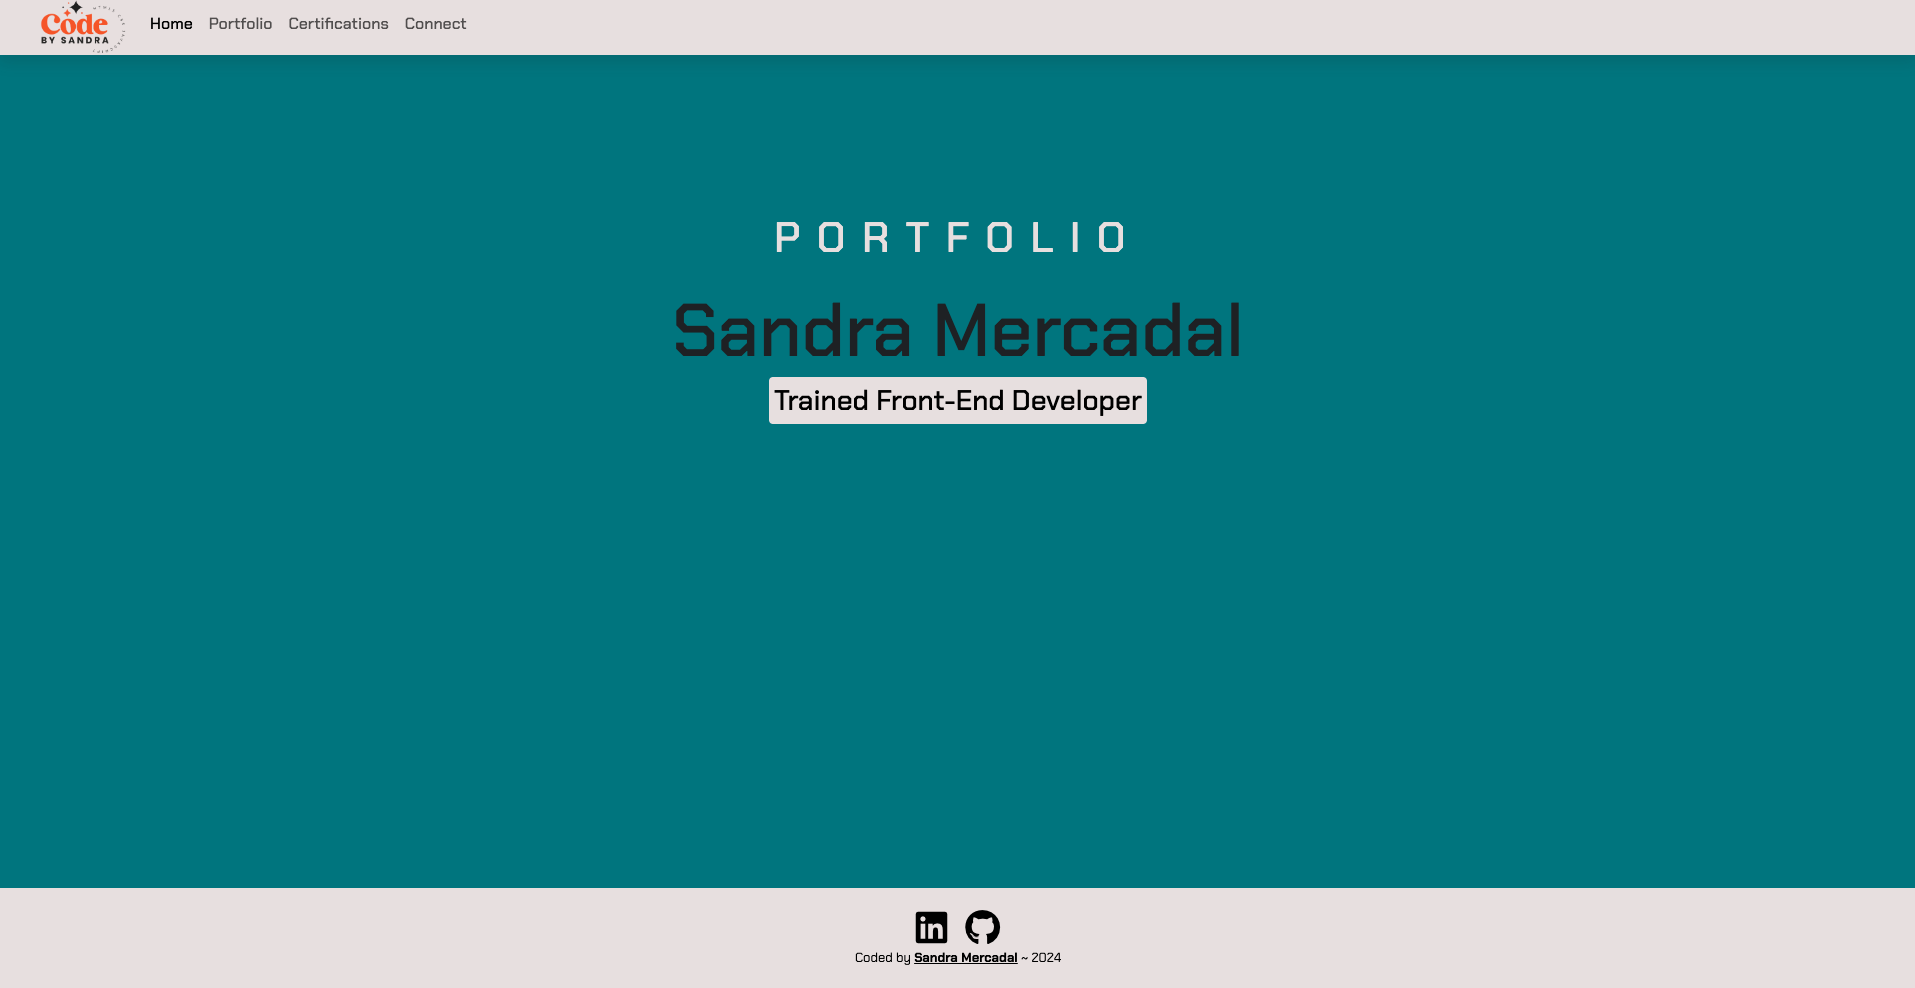 Code
BY SANDRA
Home Portfolio Certifications Connect
PORTFOLIO
Sandra Mercadal
Trained Front-End Developer
in
Coded by Sandra Mercadal ~ 2024